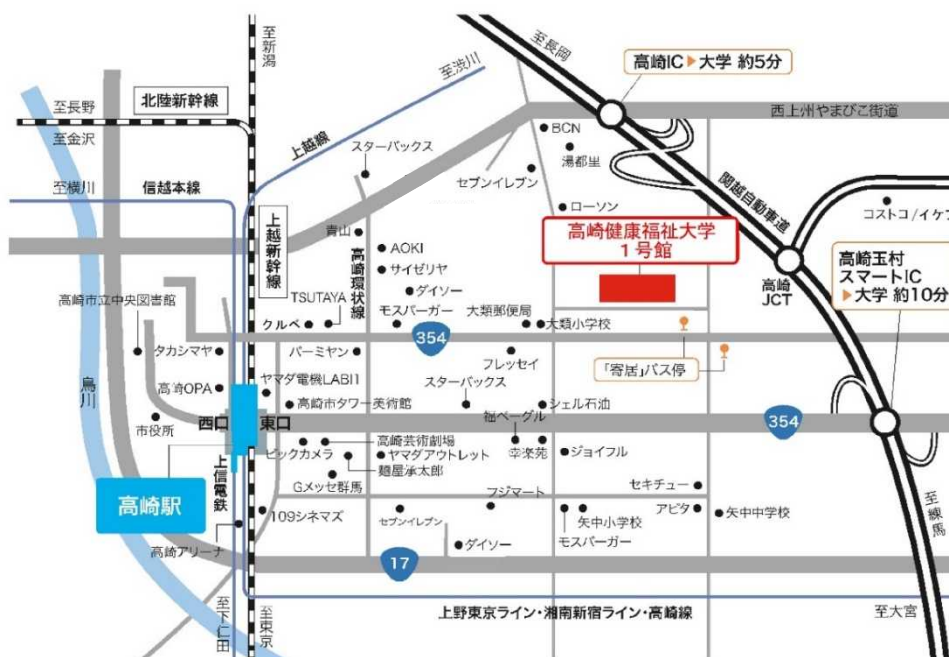 至新潟
至長岡
高崎IC▶大学 約5分
至渋川
北陸新幹線
至長野
至金沢
西上州やまびこ街道
BCN
上越線
スターバックス
湯都里
セブンイレブン
関越自動車道
至横川
信越本線
コストコ/イケア
ローソン
上越新幹線
青山
高崎環状線
AOKI
高崎健康福祉大学
1号館
サイゼリヤ
高崎JCT
高崎玉村
スマートIC
▶大学 約10分
ダイソー
高崎市立中央図書館
TSUTAYA
モスバーガー
大類郵便局
クルベ
大類小学校
354
タカシマヤ
バーミヤン
フレッセイ
「寄居」バス停
ヤマダ電機LABI1
高崎OPA
スターバックス
烏川
高崎市タワー美術館
シェル石油
市役所
西口
東口
福ベーグル
354
高崎芸術劇場
ビックカメラ
ヤマダアウトレット
幸楽苑
ジョイフル
上信電鉄
麺屋承太郎
Gメッセ群馬
セキチュー
高崎駅
フジマート
アピタ
109シネマズ
セブンイレブン
矢中小学校
矢中中学校
至練馬
高崎アリーナ
ダイソー
モスバーガー
17
上野東京ライン・湘南新宿ライン・高崎線
至大宮
至下仁田
至東京